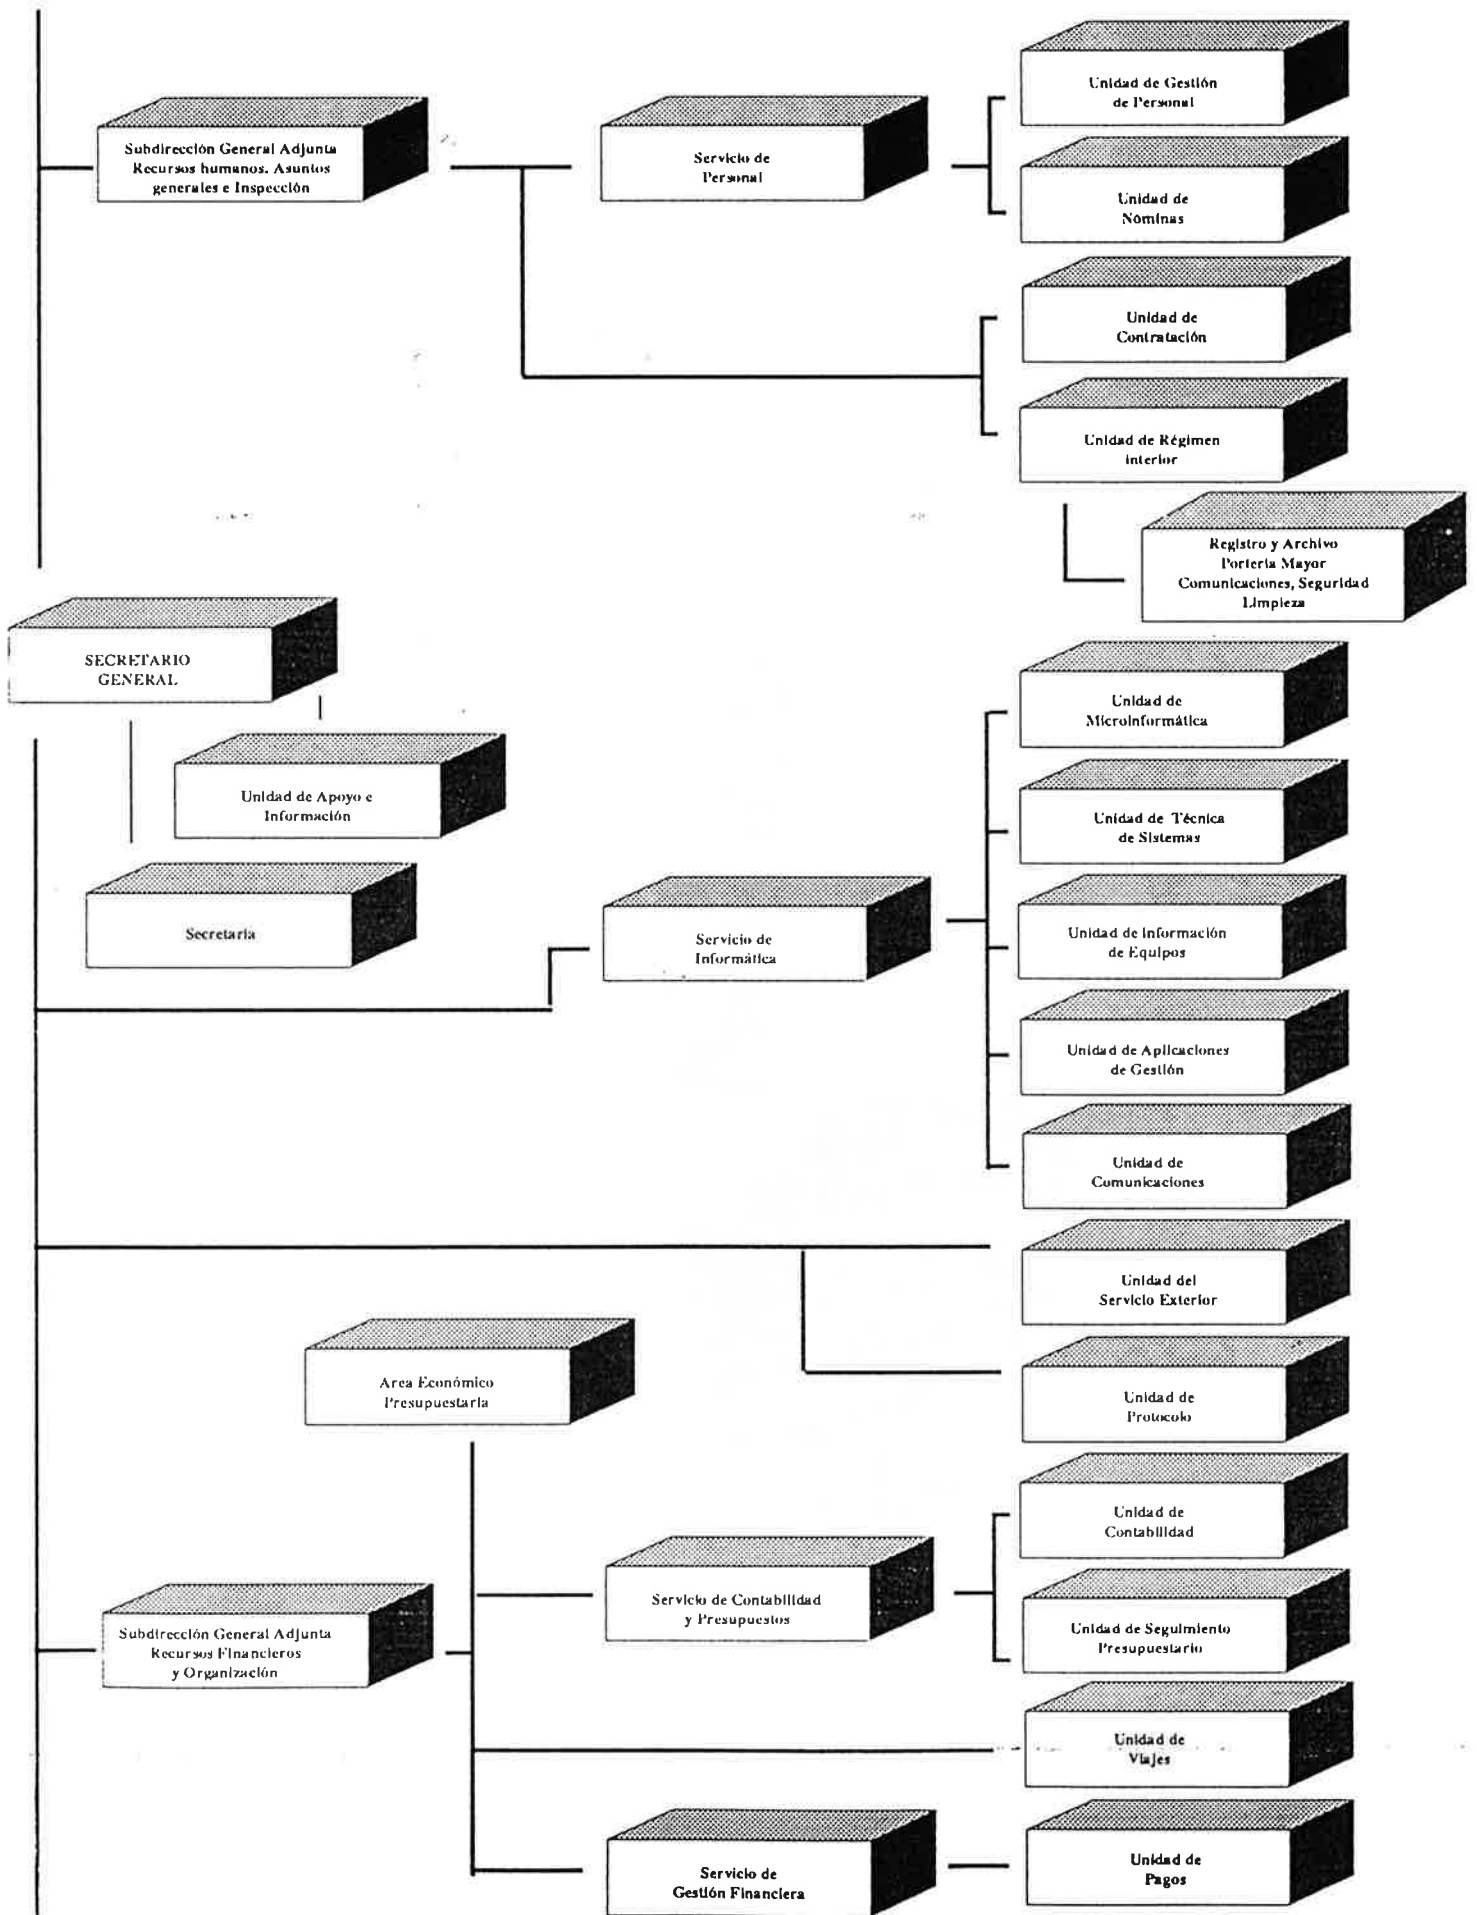 Unidad de Gestión
de Personal
Subdirección General Adjunta
Recursos humanos. Asuntos
generales e Inspección
Servicio de
Personal
Unidad de
Nóminas
Unidad de
Contratación
Unidad de Régimen
interior
Registro y Archivo
Portería Mayor
Comunicaciones, Seguridad
Limpieza
SECRETARIO
GENERAL
Unidad de
Microinformática
Unidad de Apoyo e
Información
Unidad de Técnica
de Sistemas
Secretaría
Servicio de
Informática
Unidad de Información
de Equipos
Unidad de Aplicaciones
de Gestión
Unidad de
Comunicaciones
Unidad del
Servicio Exterior
Area Económico
Presupuestaria
Unidad de
Protocolo
Unidad de
Contabilidad
Servicio de Contabilidad
y Presupuestos
Subdirección General Adjunta
Recursos Financieros
y Organización
Unidad de Seguimiento
Presupuestario
Unidad de
Viajes
Servicio de
Gestión Financiera
Unidad de
Pagos